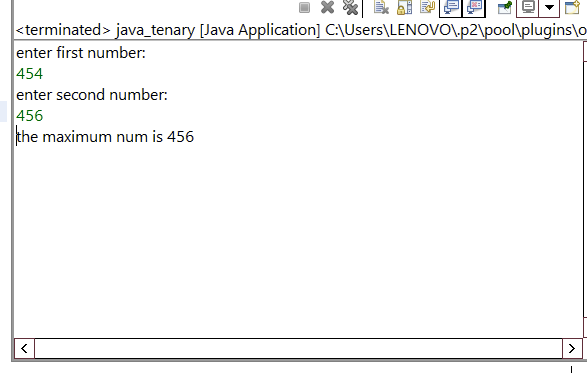 <terminated> java_tenary [Java Application] C:\Users\LENOVO\.p2\pool\plugins\o
enter first number:
454
enter second number:
456
the maximum num is 456